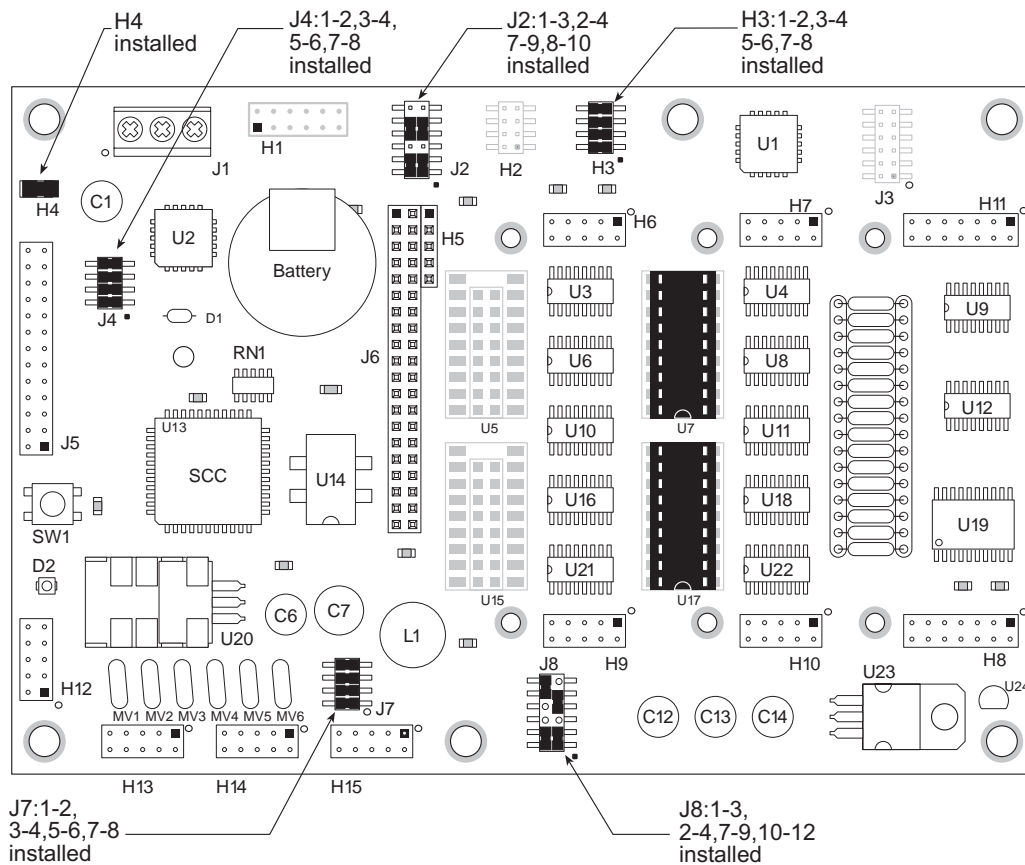 H4
installed
J4:1-2,3-4,
5-6,7-8
installed
J2:1-3,2-4
7-9,8-10
installed
H3:1-2,3-4
5-6,7-8
installed
J1
H1
J2
H2
H3
U1
J3
H4
C1
U2
Battery
H5
H6
H7
H11
J4
D1
U3
U4
U9
J6
RN1
U6
U8
U12
U13
U5
U7
J5
SCC
U14
U10
U11
SW1
U16
U18
U19
D2
U21
U22
U15
U17
U20
C6
C7
L1
H12
H9
H10
H8
J8
U23
U24
MV1
MV2
MV3
MV4
MV5
MV6
J7
C12
C13
C14
H13
H14
H15
J7:1-2,
3-4,5-6,7-8
installed
J8:1-3,
2-4,7-9,10-12
installed